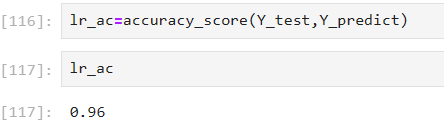 [116]: lr_ac=accuracy_score(Y_test,Y_predict)
[117]: lr_ac
[117]: 0.96